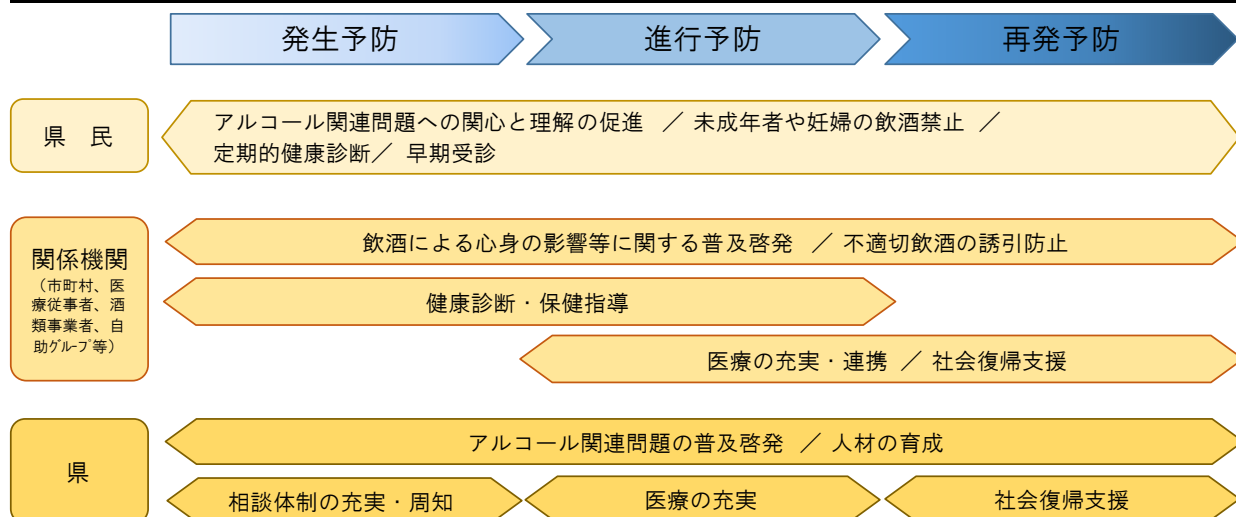 発生予防
進行予防
再発予防
県 民
アルコール関連問題への関心と理解の促進 ／ 未成年者や妊婦の飲酒禁止 ／
定期的健康診断／ 早期受診
関係機関
（市町村、医
療従事者、酒
類事業者、自
助グループ等）
飲酒による心身の影響等に関する普及啓発 ／ 不適切飲酒の誘引防止
健康診断・保健指導
医療の充実・連携 ／ 社会復帰支援
県
アルコール関連問題の普及啓発 ／ 人材の育成
相談体制の充実・周知
医療の充実
社会復帰支援